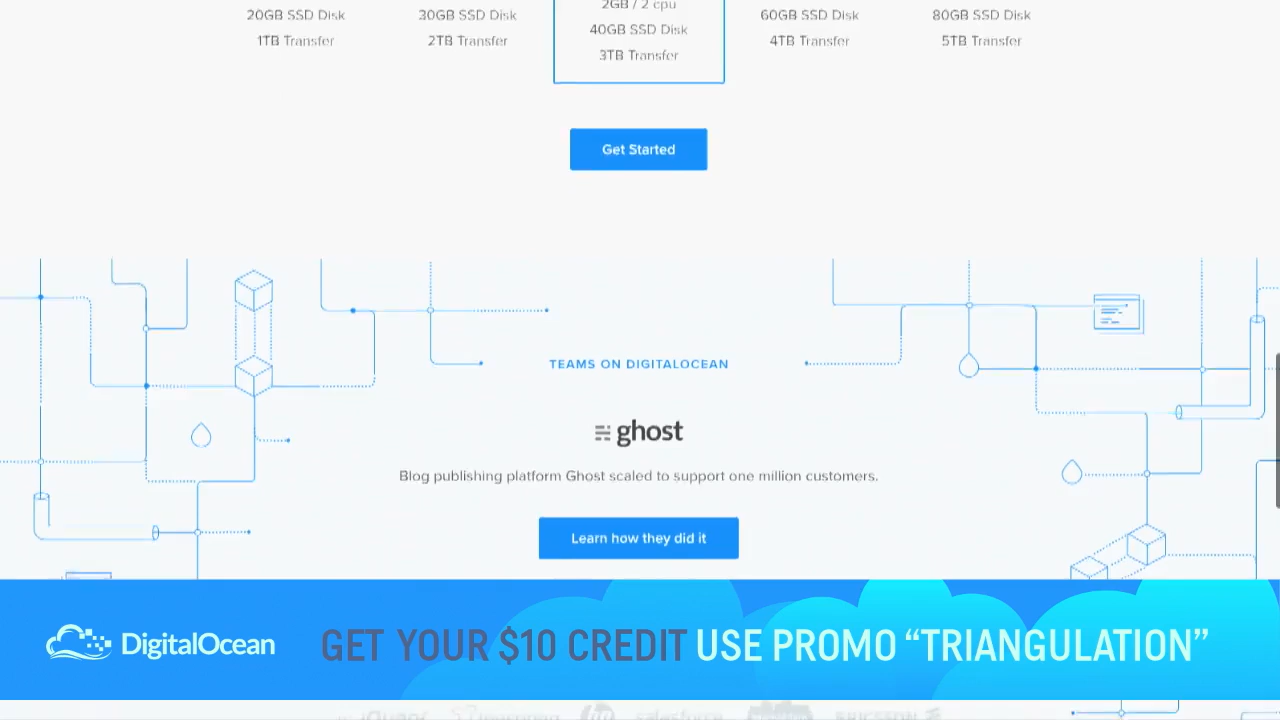 2GB / 2 cpu
20GB SSD Disk
30GB SSD Disk
40GB SSD Disk
60GB SSD Disk
80GB SSD Disk
1TB Transfer
2TB Transfer
3TB Transfer
4TB Transfer
5TB Transfer
Get Started
TEAMS ON DIGITALOCEAN
ghost
Blog publishing platform Ghost scaled to support one million customers.
Learn how they did it
DigitalOcean
GET YOUR $10 CREDIT USE PROMO “TRIANGULATION”
hp
salesforce
ERICSSON